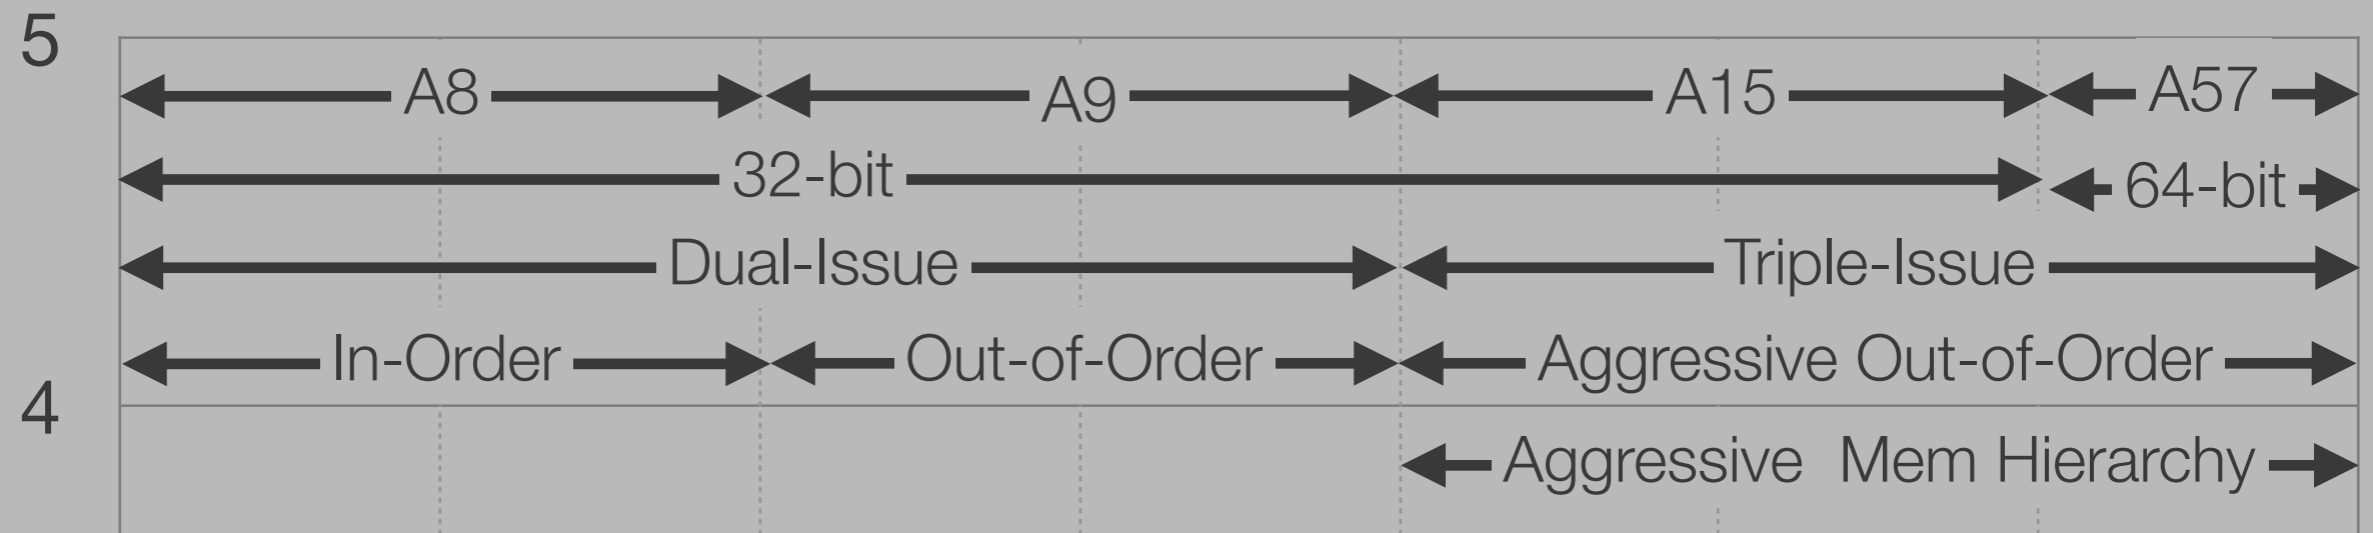 5
A8 A9 A15 A57
32-bit 64-bit
Dual-Issue Triple-Issue
In-Order Out-of-Order Aggressive Out-of-Order
4
Aggressive Mem Hierarchy